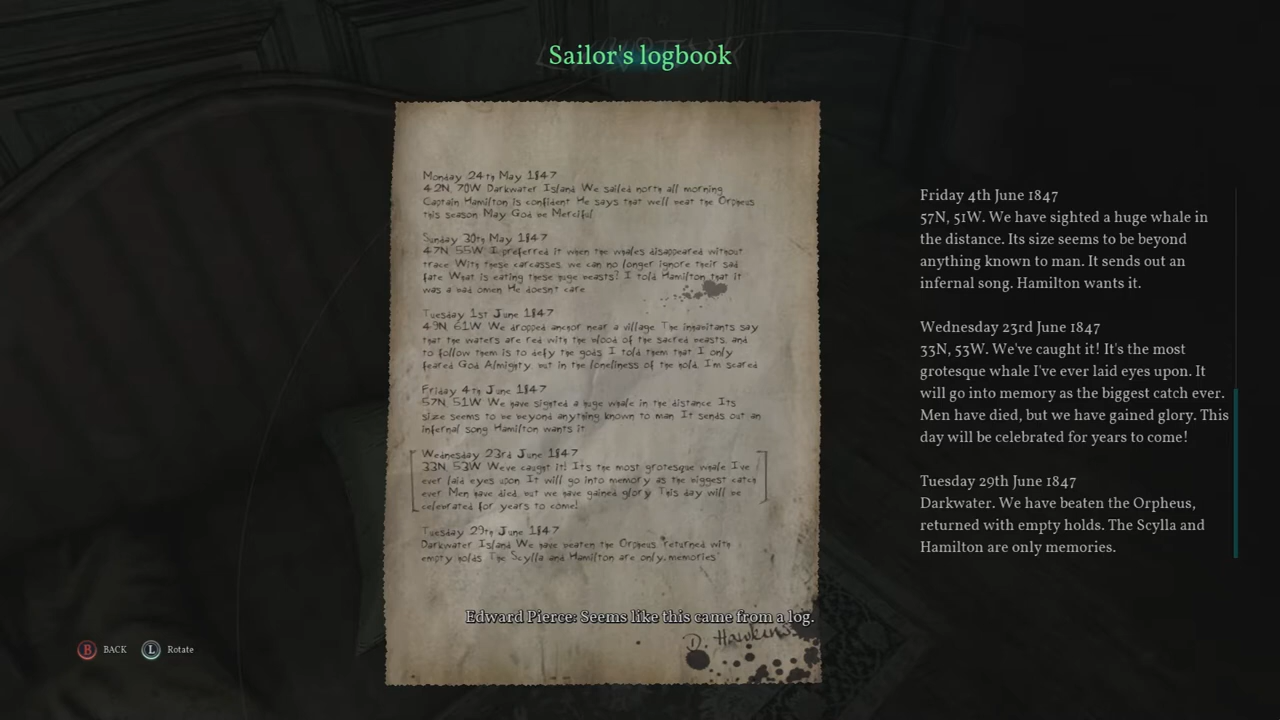 Sailor's logbook
Monday 24th May 1847
42N, 70W Darkwater Island We sailed north all morning
Captain Hamilton is confident He says that we'll beat the Orpheus
this season May God be Merciful
Sunday 30th May 1847
47N 55W I preferred it when the whales disappeared without
trace With these carcasses, we can no longer ignore their sad
fate What is eating these huge beasts? I told Hamilton that it
was a bad omen He doesn't care
Tuesday 1st June 1847
49N 61W We dropped anchor near a village The inhabitants say
that the waters are red with the blood of the sacred beasts, and
to follow them is to defy the gods I told them that I only
feared God Almighty but in the loneliness of the hold, I'm scared
Friday 4th June 1847
57N, 51W We have sighted a huge whale in the distance Its
size seems to be beyond anything known to man It sends out an
infernal song Hamilton wants it
Wednesday 23rd June 1847
33N, 53W We've caught it! It's the most grotesque whale I've
ever laid eyes upon It will go into memory as the biggest catch
ever Men have died, but we have gained glory This day will be
celebrated for years to come!
Tuesday 29th June 1847
Darkwater Island We have beaten the Orpheus returned with
empty holds The Scylla and Hamilton are only memories
D. Hawkins
Friday 4th June 1847
57N, 51W. We have sighted a huge whale in
the distance. Its size seems to be beyond
anything known to man. It sends out an
infernal song. Hamilton wants it.
Wednesday 23rd June 1847
33N, 53W. We've caught it! It's the most
grotesque whale I've ever laid eyes upon. It
will go into memory as the biggest catch ever.
Men have died, but we have gained glory. This
day will be celebrated for years to come!
Tuesday 29th June 1847
Darkwater. We have beaten the Orpheus,
returned with empty holds. The Scylla and
Hamilton are only memories.
Edward Pierce: Seems like this came from a log.
B BACK L Rotate